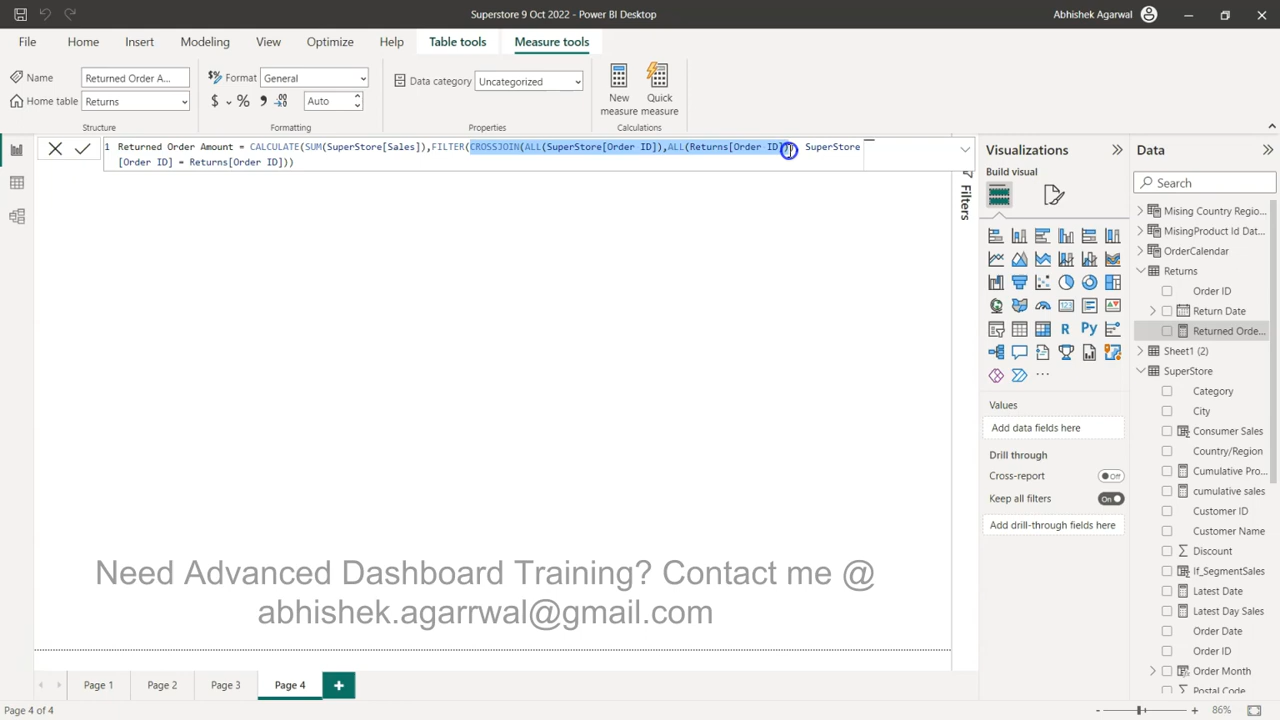 Superstore 9 Oct 2022 - Power BI Desktop
Abhishek Agarwal
File Home Insert Modeling View Optimize Help Table tools Measure tools
Name Returned Order A...
Home table Returns
Structure
Format General
$ % Auto
Formatting
Data category Uncategorized
Properties
New measure
Quick measure
Calculations
1 Returned Order Amount = CALCULATE(SUM(SuperStore[Sales]),FILTER(CROSSJOIN(ALL(SuperStore[Order ID]),ALL(Returns[Order ID])), SuperStore
[Order ID] = Returns[Order ID]))
Filters
Visualizations
Build visual
R
Py
Values
Add data fields here
Drill through
Cross-report Off
Keep all filters On
Add drill-through fields here
Data
Search
Mising Country Regio...
MisingProduct Id Dat...
OrderCalendar
Returns
Order ID
Return Date
Returned Orde...
Sheet1 (2)
SuperStore
Category
City
Consumer Sales
Country/Region
Cumulative Pro...
cumulative sales
Customer ID
Customer Name
Discount
If_SegmentSales
Latest Date
Latest Day Sales
Order Date
Order ID
Order Month
Postal Code
Need Advanced Dashboard Training? Contact me @
abhishek.agarrwal@gmail.com
Page 1 Page 2 Page 3 Page 4
Page 4 of 4
86%